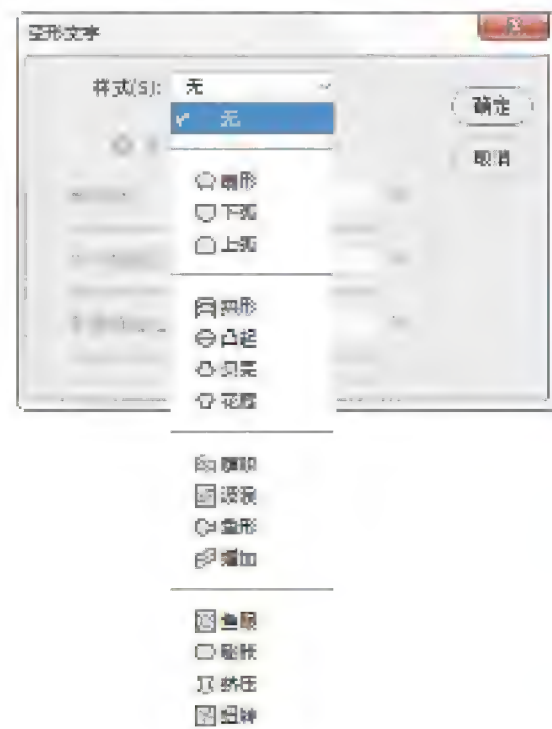 变形文字
样式(S): 无
无
确定
取消
扇形
下弧
上弧
拱形
凸起
贝壳
花冠
旗帜
波浪
鱼形
增加
鱼眼
膨胀
挤压
扭转